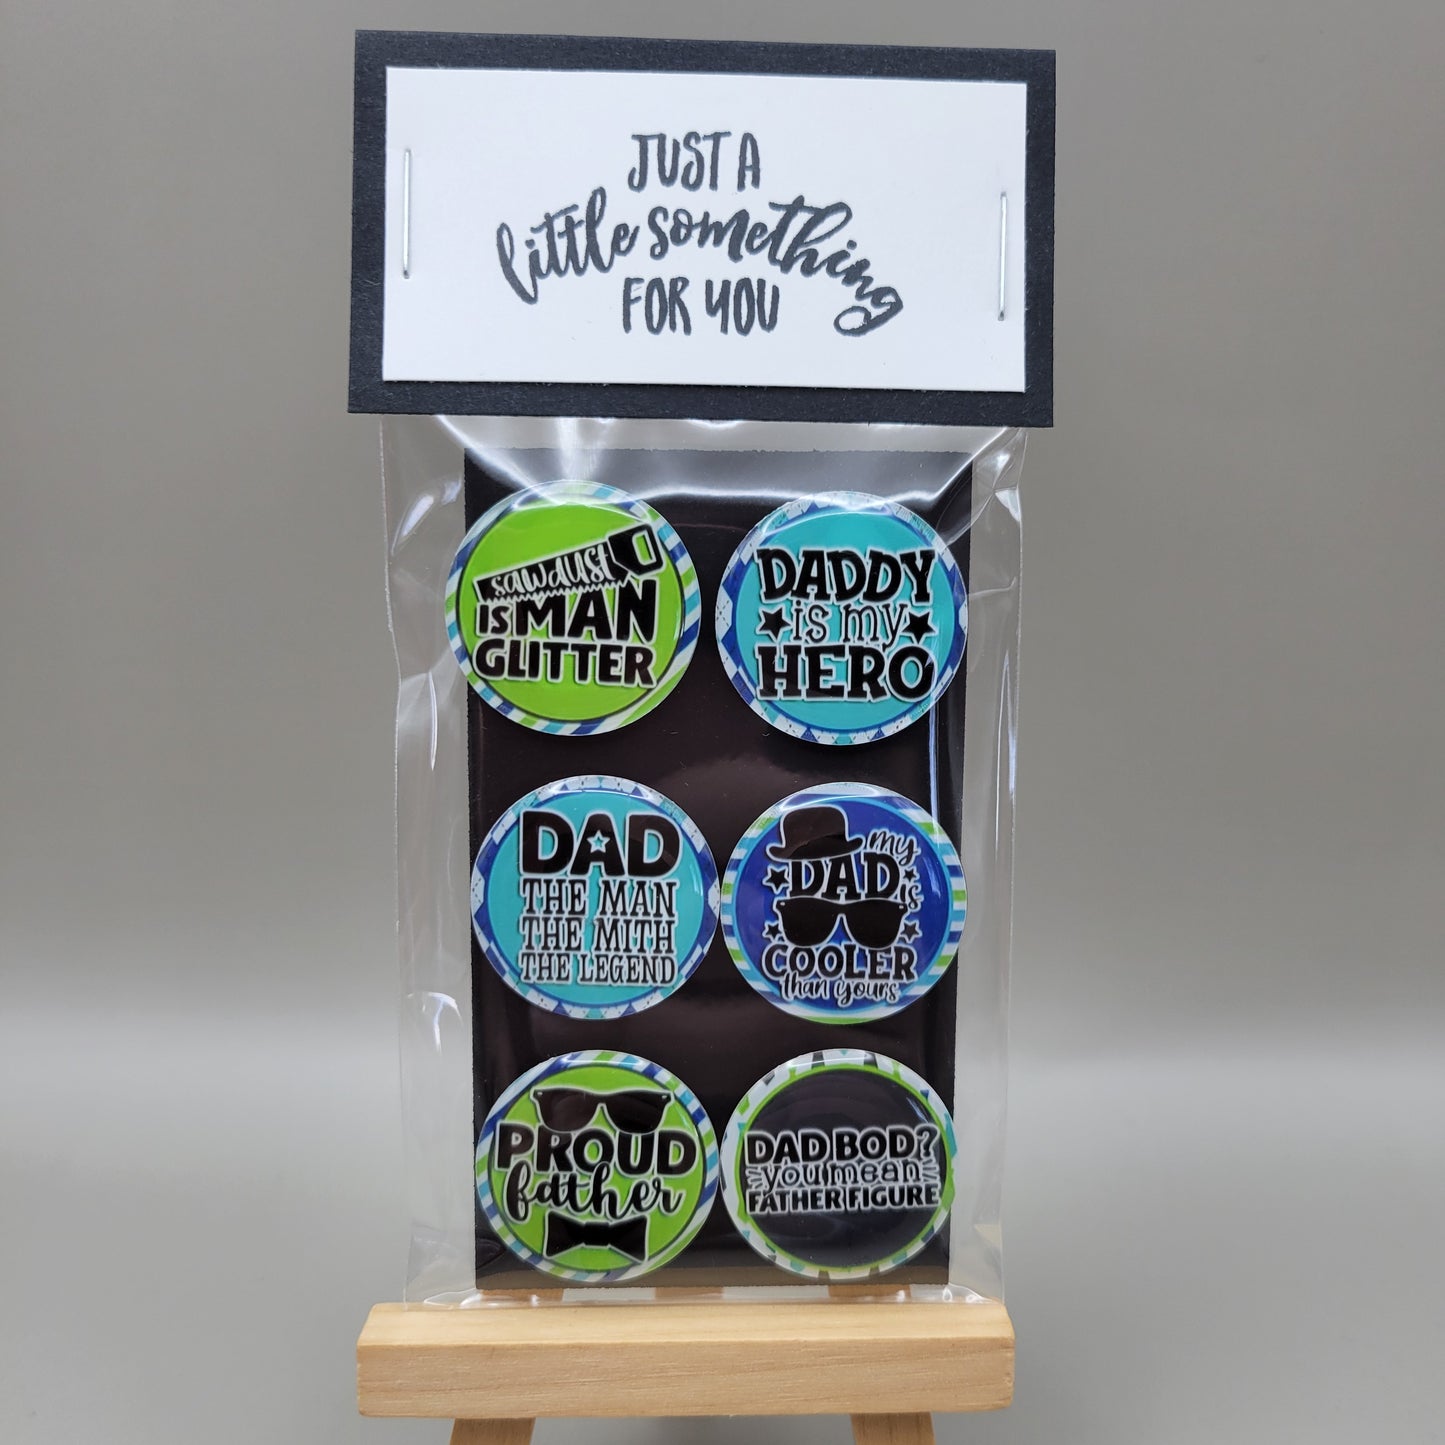 JUST A
little something
FOR YOU
sawdust
IS MAN
GLITTER
DADDY
is my
HERO
DAD
THE MAN
THE MITH
THE LEGEND
my
DAD
is
COOLER
than yours
PROUD
father
DAD BOD?
you mean
FATHER FIGURE